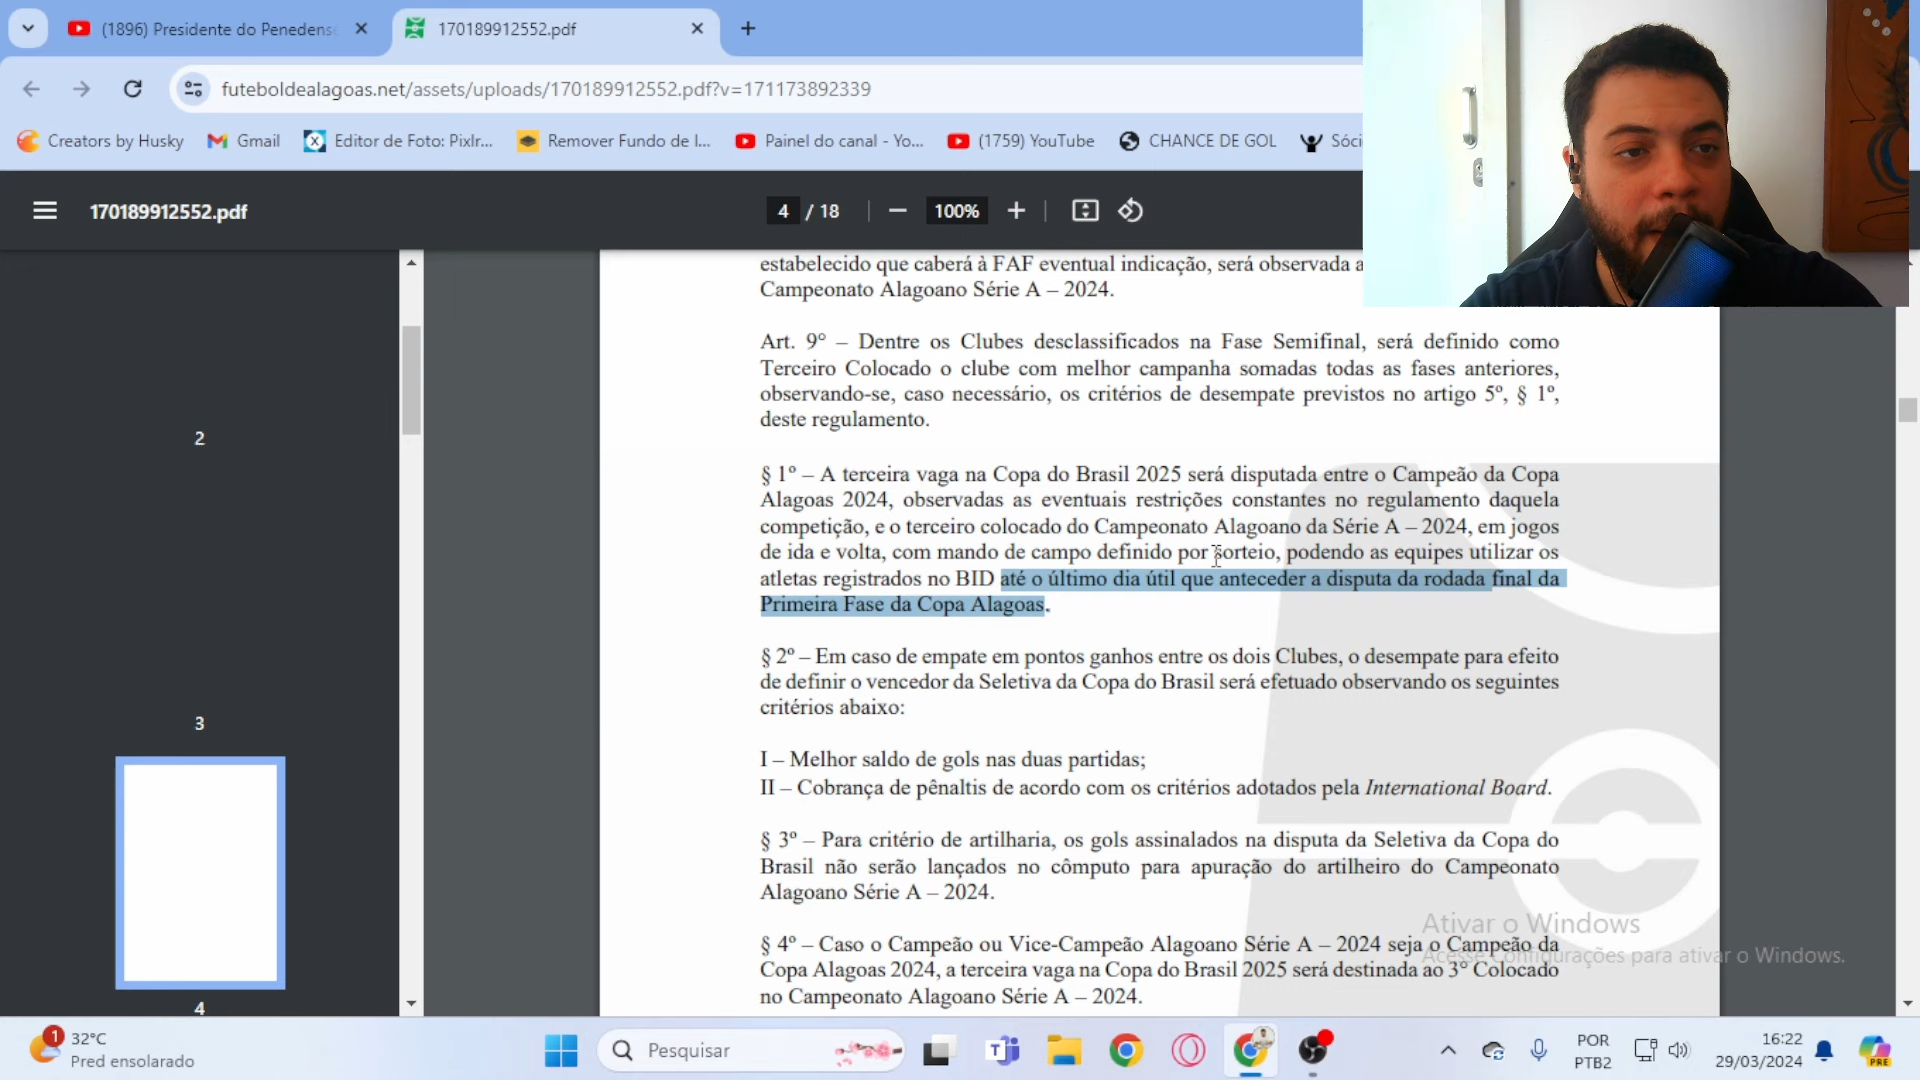 (1896) Presidente do Penedens
170189912552.pdf
futeboldealagoas.net/assets/uploads/170189912552.pdf?v=171173892339
Creators by Husky
Gmail
Editor de Foto: Pixlr...
Remover Fundo de I...
Painel do canal - Yo...
(1759) YouTube
CHANCE DE GOL
Sóci
170189912552.pdf
4 / 18
100%
estabelecido que caberá à FAF eventual indicação, será observada a
Campeonato Alagoano Série A – 2024.
Art. 9° – Dentre os Clubes desclassificados na Fase Semifinal, será definido como
Terceiro Colocado o clube com melhor campanha somadas todas as fases anteriores,
observando-se, caso necessário, os critérios de desempate previstos no artigo 5º, § 1º,
deste regulamento.
§ 1º – A terceira vaga na Copa do Brasil 2025 será disputada entre o Campeão da Copa
Alagoas 2024, observadas as eventuais restrições constantes no regulamento daquela
competição, e o terceiro colocado do Campeonato Alagoano da Série A – 2024, em jogos
de ida e volta, com mando de campo definido por sorteio, podendo as equipes utilizar os
atletas registrados no BID até o último dia útil que anteceder a disputa da rodada final da
Primeira Fase da Copa Alagoas.
§ 2º – Em caso de empate em pontos ganhos entre os dois Clubes, o desempate para efeito
de definir o vencedor da Seletiva da Copa do Brasil será efetuado observando os seguintes
critérios abaixo:
I – Melhor saldo de gols nas duas partidas;
II – Cobrança de pênaltis de acordo com os critérios adotados pela International Board.
§ 3º – Para critério de artilharia, os gols assinalados na disputa da Seletiva da Copa do
Brasil não serão lançados no cômputo para apuração do artilheiro do Campeonato
Alagoano Série A – 2024.
§ 4º – Caso o Campeão ou Vice-Campeão Alagoano Série A – 2024 seja o Campeão da
Copa Alagoas 2024, a terceira vaga na Copa do Brasil 2025 será destinada ao 3° Colocado
no Campeonato Alagoano Série A – 2024.
2
3
4
Ativar o Windows
Acesse Configurações para ativar o Windows.
1
32°C
Pred ensolarado
Pesquisar
PRE
POR
PTB2
16:22
29/03/2024